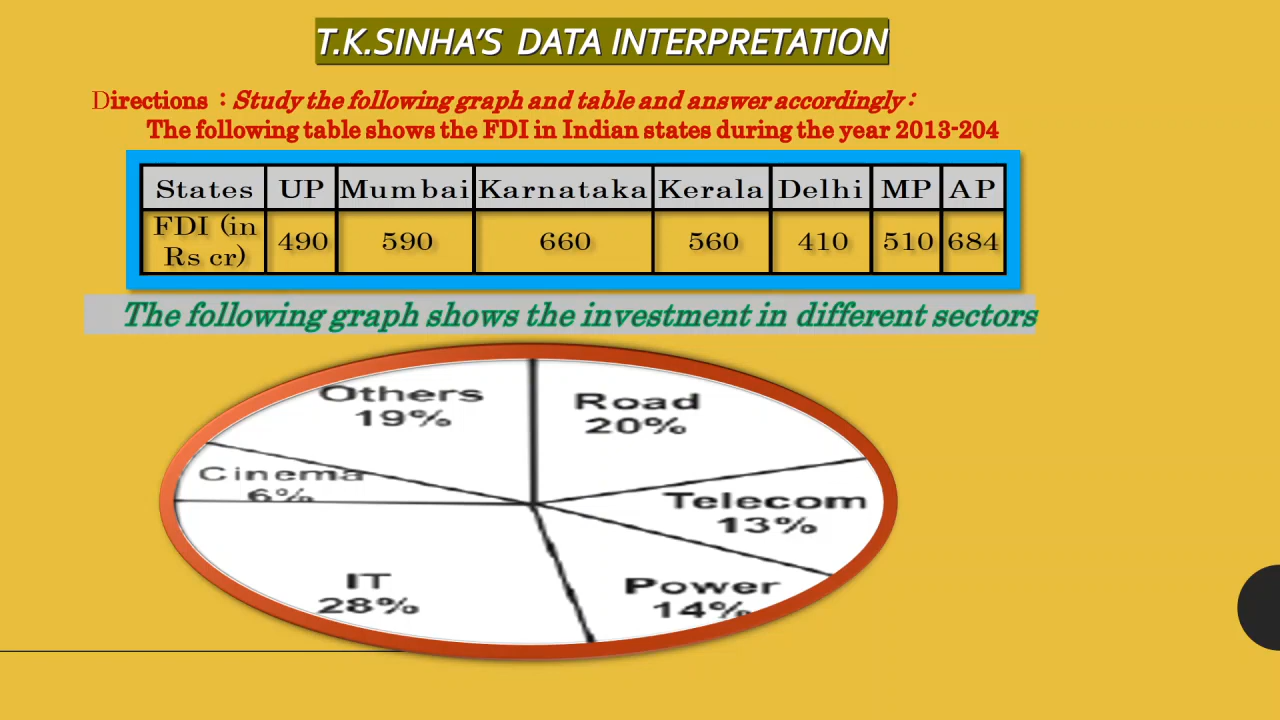 T.K.SINHA'S DATA INTERPRETATION
Directions : Study the following graph and table and answer accordingly :
The following table shows the FDI in Indian states during the year 2013-204
States UP Mumbai Karnataka Kerala Delhi MP AP
FDI (in Rs cr) 490 590 660 560 410 510 684
The following graph shows the investment in different sectors
Others
19%
Road
20%
Cinema
6%
Telecom
13%
IT
28%
Power
14%